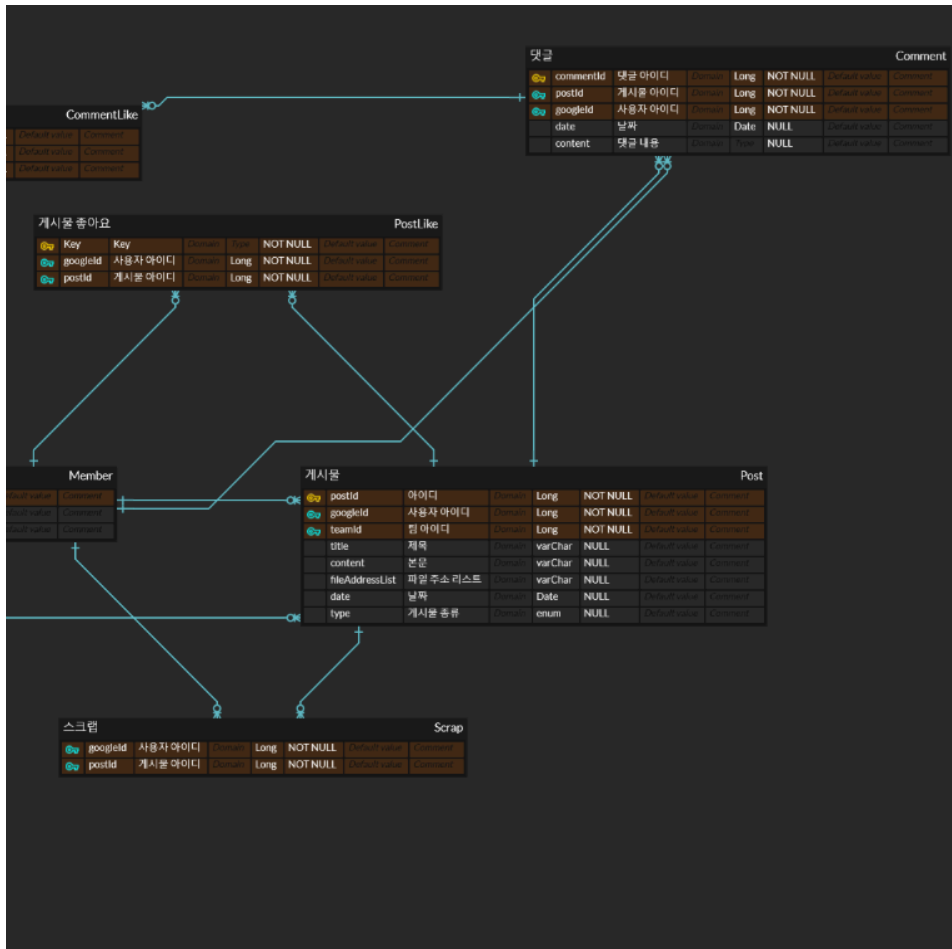 댓글 Comment
commentId 댓글 아이디 Domain Long NOT NULL Default value Comment
postId 게시물 아이디 Domain Long NOT NULL Default value Comment
googleId 사용자 아이디 Domain Long NOT NULL Default value Comment
date 날짜 Domain Date NULL Default value Comment
content 댓글 내용 Domain Type NULL Default value Comment
CommentLike
Default value Comment
Default value Comment
Default value Comment
게시물 좋아요 PostLike
Key Key Domain Type NOT NULL Default value Comment
googleId 사용자 아이디 Domain Long NOT NULL Default value Comment
postId 게시물 아이디 Domain Long NOT NULL Default value Comment
Member
fault value Comment
fault value Comment
fault value Comment
게시물 Post
postId 아이디 Domain Long NOT NULL Default value Comment
googleId 사용자 아이디 Domain Long NOT NULL Default value Comment
teamId 팀 아이디 Domain Long NOT NULL Default value Comment
title 제목 Domain varChar NULL Default value Comment
content 본문 Domain varChar NULL Default value Comment
fileAddressList 파일 주소 리스트 Domain varChar NULL Default value Comment
date 날짜 Domain Date NULL Default value Comment
type 게시물 종류 Domain enum NULL Default value Comment
스크랩 Scrap
googleId 사용자 아이디 Domain Long NOT NULL Default value Comment
postId 게시물 아이디 Domain Long NOT NULL Default value Comment